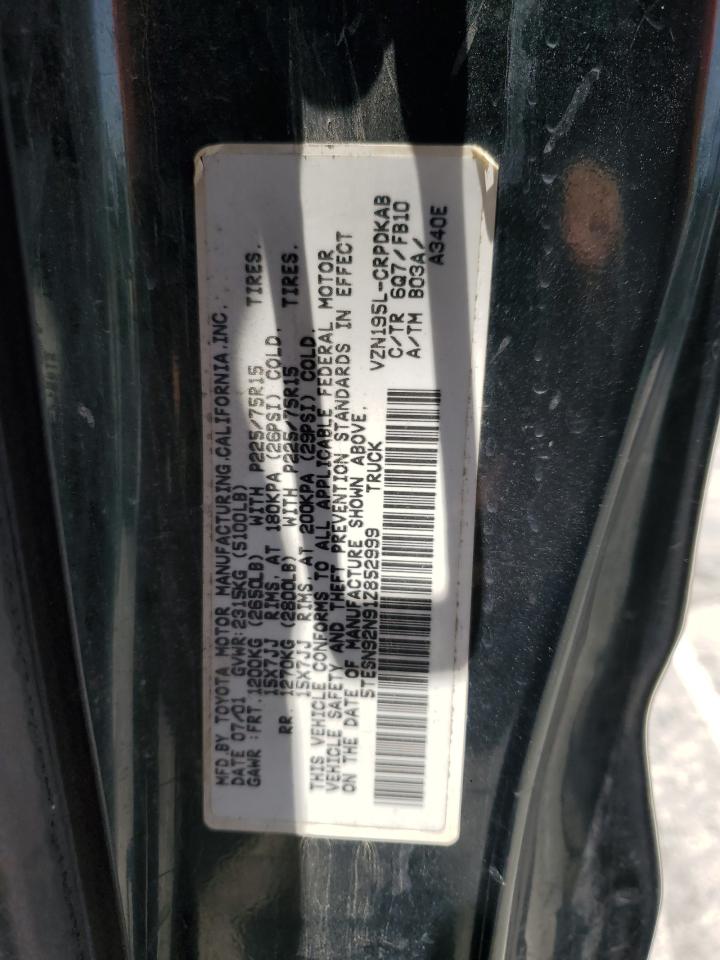 MFD.BY TOYOTA MOTOR MANUFACTURING,CALIFORNIA,INC.
DATE 07/01 GVWR:2315KG (5100LB)
GAWR :FRT.1200KG (2650LB) WITH P225/75R15 TIRES,
15X7JJ RIMS, AT 180KPA (26PSI) COLD.
RR. 1270KG (2800LB) WITH P225/75R15 TIRES,
15X7JJ RIMS, AT 200KPA (29PSI) COLD.
THIS VEHICLE CONFORMS TO ALL APPLICABLE FEDERAL MOTOR
VEHICLE SAFETY AND THEFT PREVENTION STANDARDS IN EFFECT
ON THE DATE OF MANUFACTURE SHOWN ABOVE.
5TESN92N91Z852999 TRUCK
VZN195L-CRPDKAB
C/TR 6Q7/FB10
A/TM B03A/
A340E